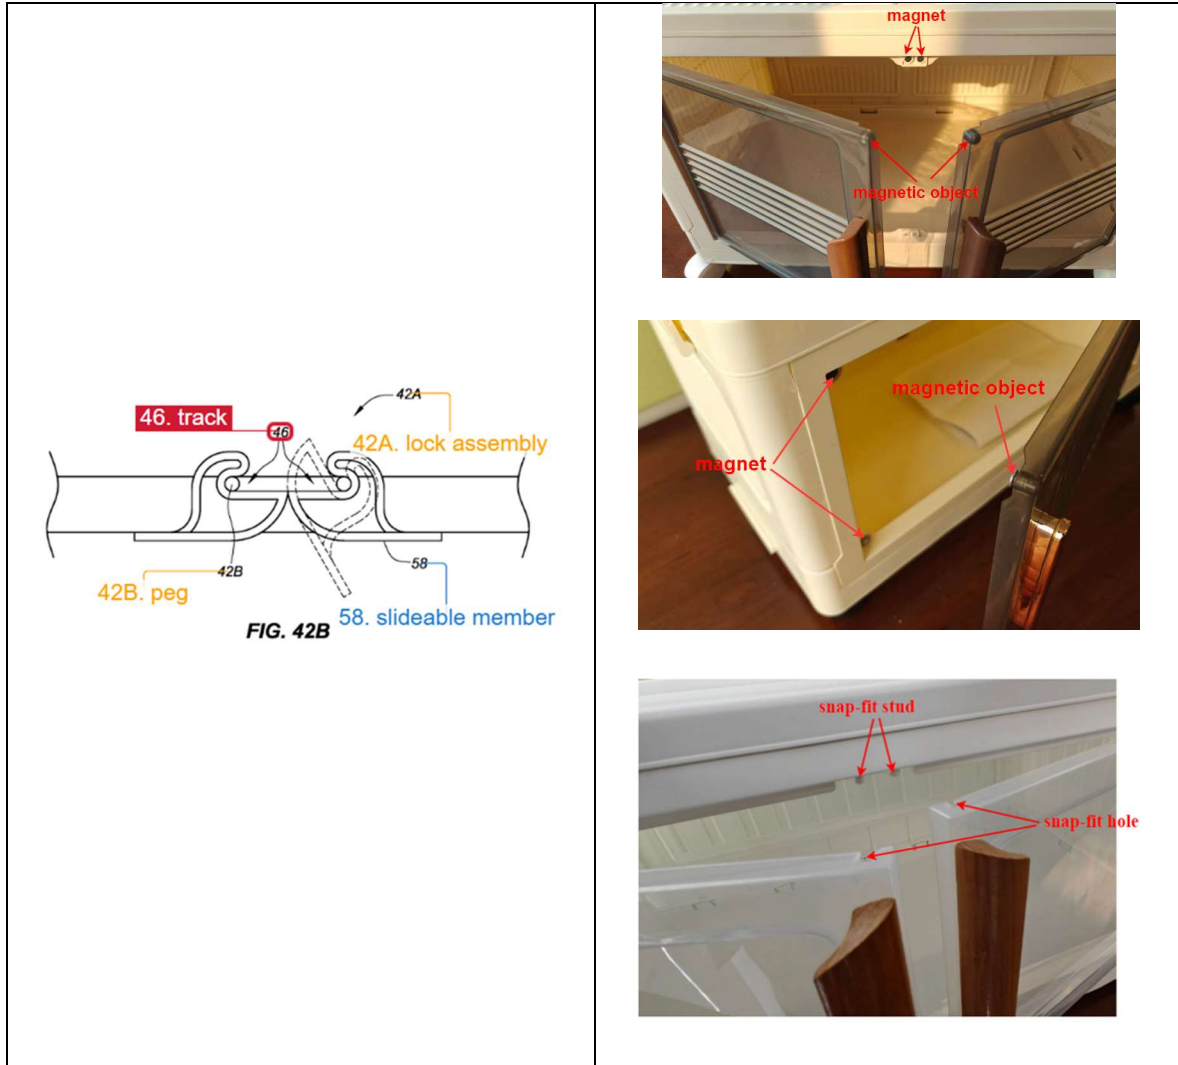 42A
46. track
46
42A. lock assembly
42B
58
42B. peg
58. slideable member
FIG. 42B
magnet
magnetic object
magnetic object
magnet
snap-fit stud
snap-fit hole